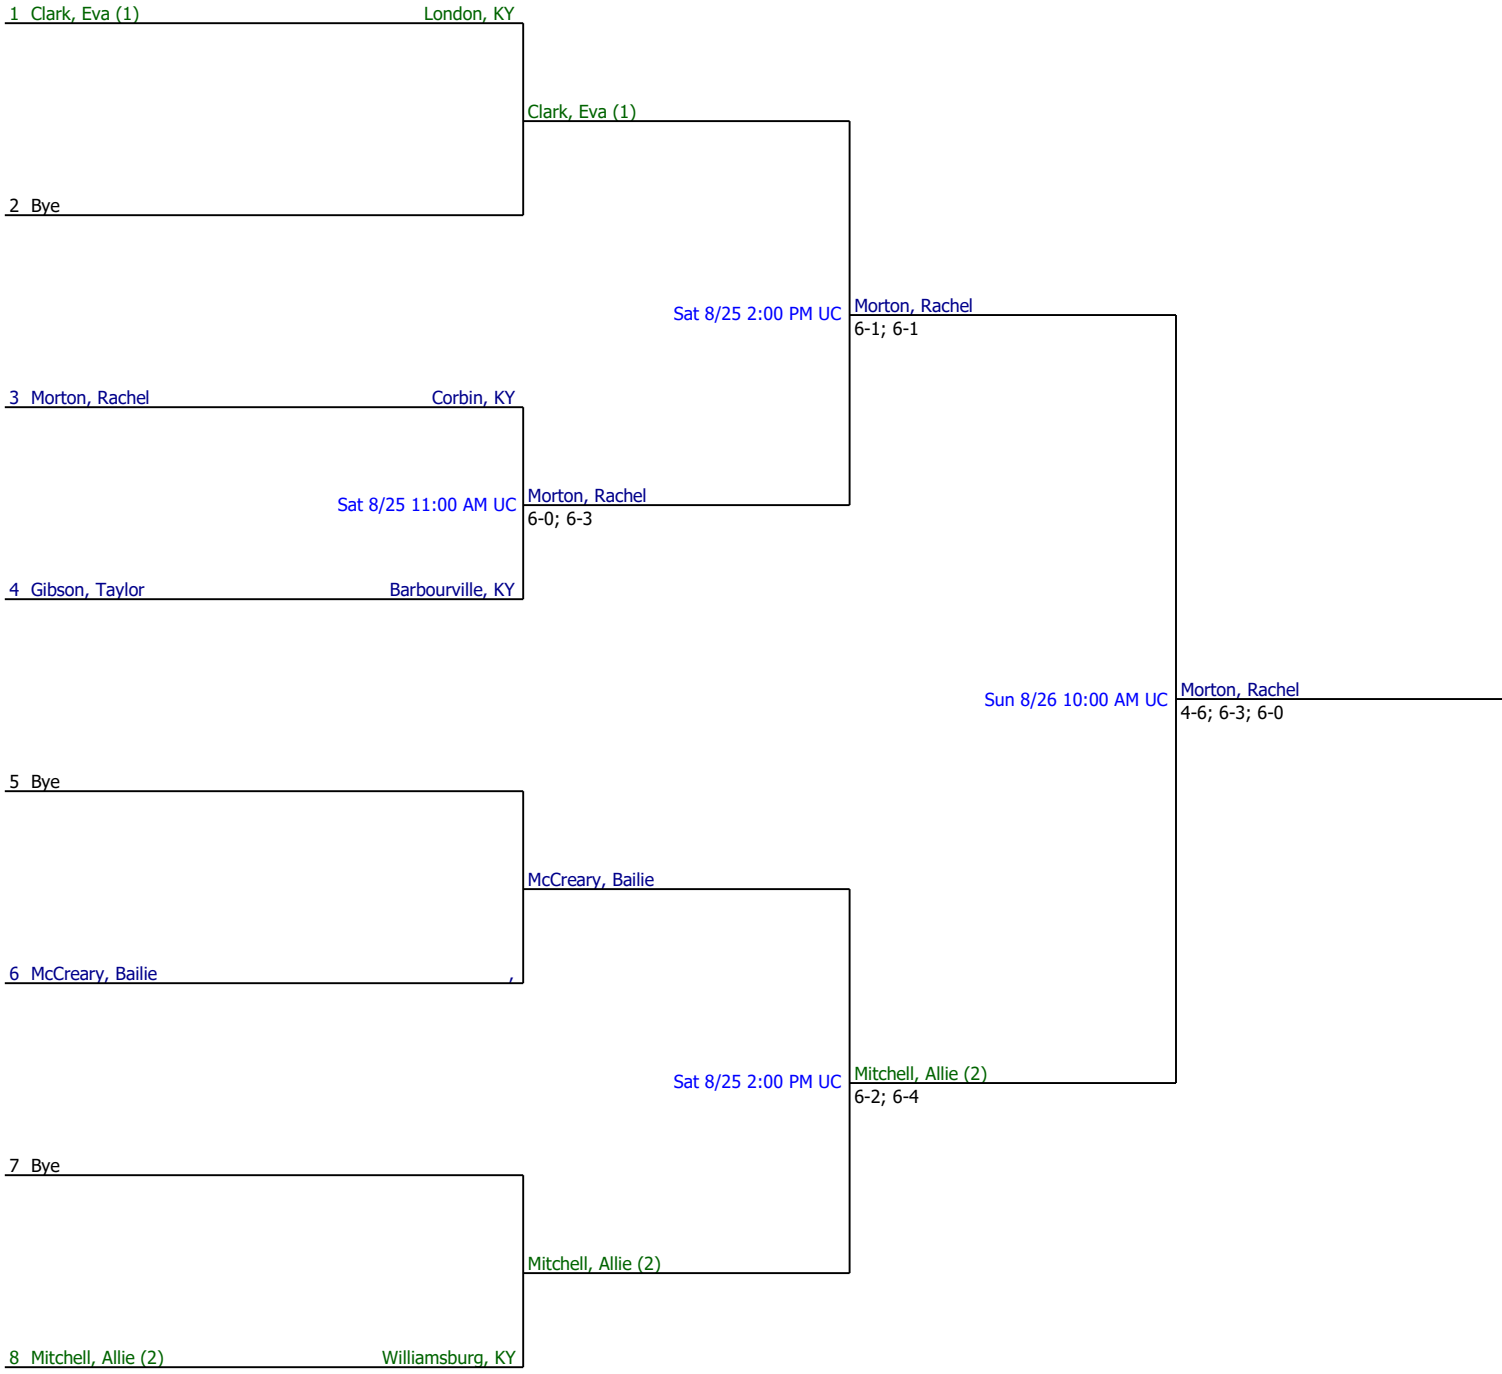 1 Clark, Eva (1) London, KY
Clark, Eva (1)
2 Bye
Sat 8/25 2:00 PM UC Morton, Rachel
6-1; 6-1
3 Morton, Rachel Corbin, KY
Sat 8/25 11:00 AM UC Morton, Rachel
6-0; 6-3
4 Gibson, Taylor Barbourville, KY
Sun 8/26 10:00 AM UC Morton, Rachel
4-6; 6-3; 6-0
5 Bye
McCreary, Bailie
6 McCreary, Bailie ,
Sat 8/25 2:00 PM UC Mitchell, Allie (2)
6-2; 6-4
7 Bye
Mitchell, Allie (2)
8 Mitchell, Allie (2) Williamsburg, KY